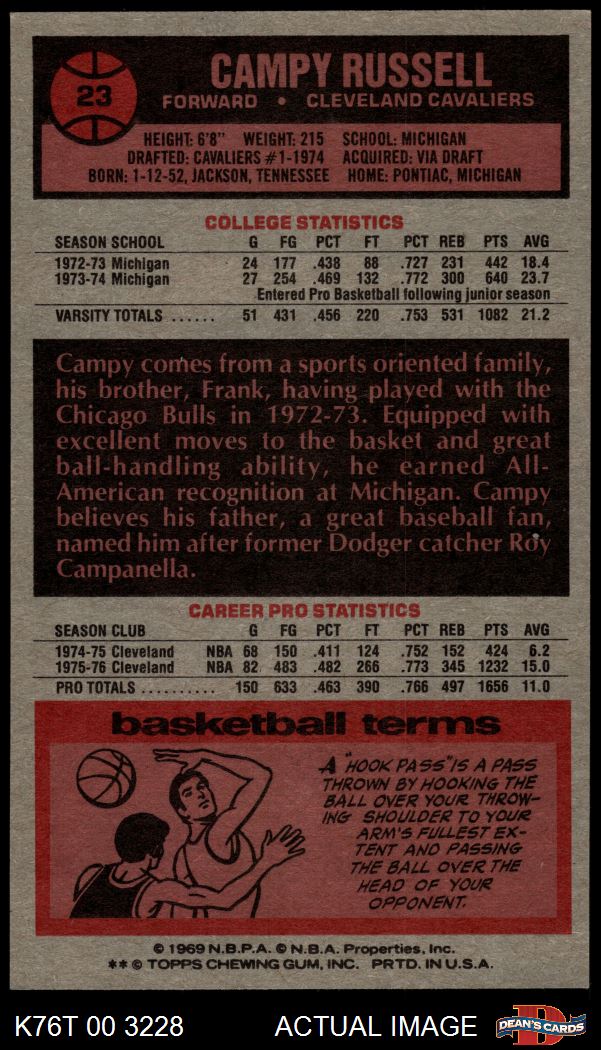 23
CAMPY RUSSELL
FORWARD • CLEVELAND CAVALIERS
HEIGHT: 6'8" WEIGHT: 215 SCHOOL: MICHIGAN
DRAFTED: CAVALIERS #1-1974 ACQUIRED: VIA DRAFT
BORN: 1-12-52, JACKSON, TENNESSEE HOME: PONTIAC, MICHIGAN
COLLEGE STATISTICS
SEASON SCHOOL G FG PCT FT PCT REB PTS AVG
1972-73 Michigan 24 177 .438 88 .727 231 442 18.4
1973-74 Michigan 27 254 .469 132 .772 300 640 23.7
Entered Pro Basketball following junior season
VARSITY TOTALS ...... 51 431 .456 220 .753 531 1082 21.2
Campy comes from a sports oriented family,
his brother, Frank, having played with the
Chicago Bulls in 1972-73. Equipped with
excellent moves to the basket and great
ball-handling ability, he earned All-
American recognition at Michigan. Campy
believes his father, a great baseball fan,
named him after former Dodger catcher Roy
Campanella.
CAREER PRO STATISTICS
SEASON CLUB G FG PCT FT PCT REB PTS AVG
1974-75 Cleveland NBA 68 150 .411 124 .752 152 424 6.2
1975-76 Cleveland NBA 82 483 .482 266 .773 345 1232 15.0
PRO TOTALS .......... 150 633 .463 390 .766 497 1656 11.0
basketball terms
A "HOOK PASS" IS A PASS
THROWN BY HOOKING THE
BALL OVER YOUR THROW-
ING SHOULDER TO YOUR
ARM'S FULLEST EX-
TENT AND PASSING
THE BALL OVER THE
HEAD OF YOUR
OPPONENT.
© 1969 N.B.P.A. © N.B.A. Properties, Inc.
** © TOPPS CHEWING GUM, INC. PRTD. IN U.S.A.
K76T 00 3228 ACTUAL IMAGE
D
DEAN'S CARDS